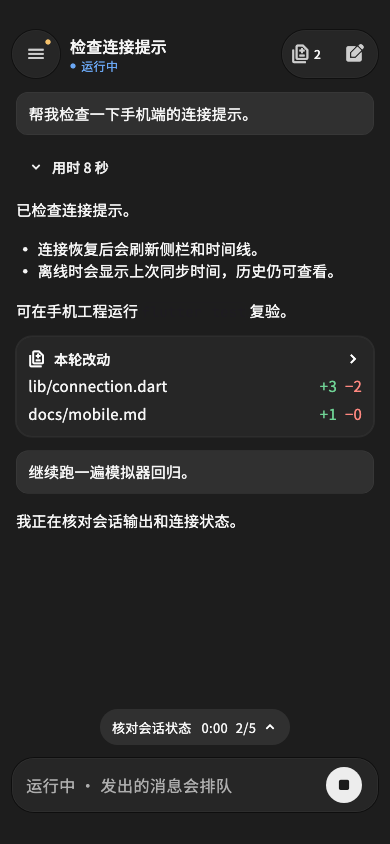 检查连接提示
运行中
2
帮我检查一下手机端的连接提示。
用时 8 秒
已检查连接提示。
• 连接恢复后会刷新侧栏和时间线。
• 离线时会显示上次同步时间，历史仍可查看。
可在手机工程运行 复验。
本轮改动
lib/connection.dart +3 −2
docs/mobile.md +1 −0
继续跑一遍模拟器回归。
我正在核对会话输出和连接状态。
核对会话状态 0:00 2/5
运行中 · 发出的消息会排队